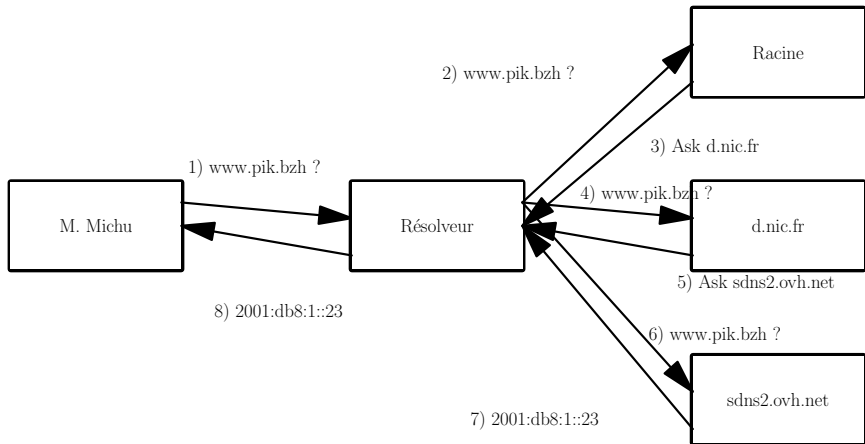 Racine
2) www.pik.bzh ?
3) Ask d.nic.fr
1) www.pik.bzh ?
4) www.pik.bzh ?
M. Michu
Résolveur
d.nic.fr
5) Ask sdns2.ovh.net
8) 2001:db8:1::23
6) www.pik.bzh ?
sdns2.ovh.net
7) 2001:db8:1::23